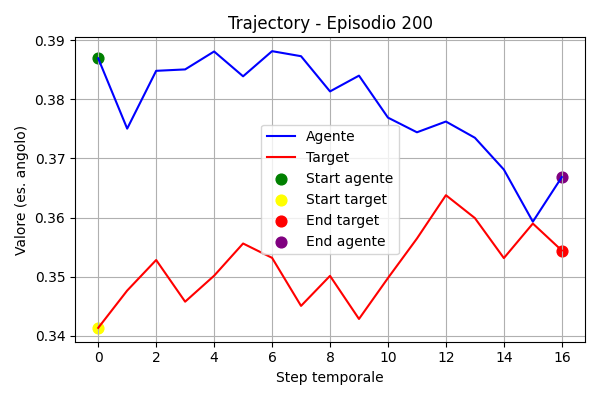 Trajectory - Episodio 200
Valore (es. angolo)
0.39
0.38
0.37
0.36
0.35
0.34
Agente
Target
Start agente
Start target
End target
End agente
0 2 4 6 8 10 12 14 16
Step temporale